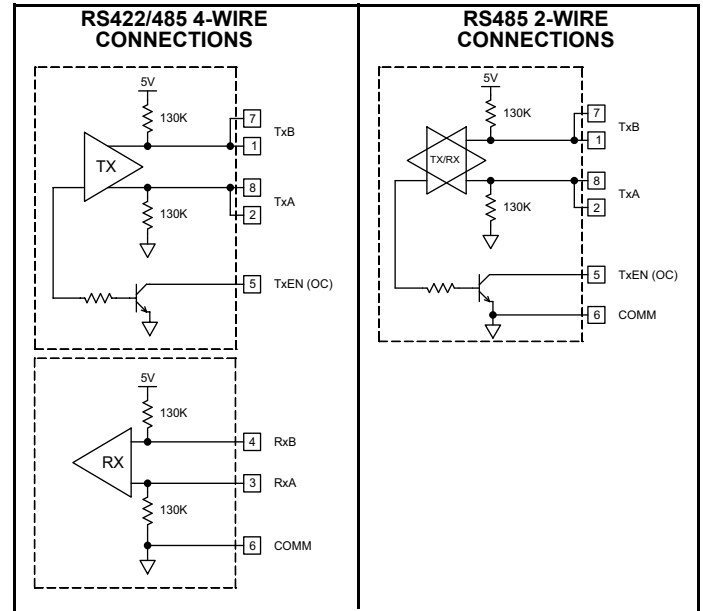 RS422/485 4-WIRE
CONNECTIONS
5V
130K
7
TxB
1
TX
8
TxA
130K
2
5 TxEN (OC)
5V
130K
4 RxB
RX
3 RxA
130K
6 COMM
RS485 2-WIRE
CONNECTIONS
5V
130K
7
TxB
1
TX/RX
8
TxA
130K
2
5 TxEN (OC)
6 COMM